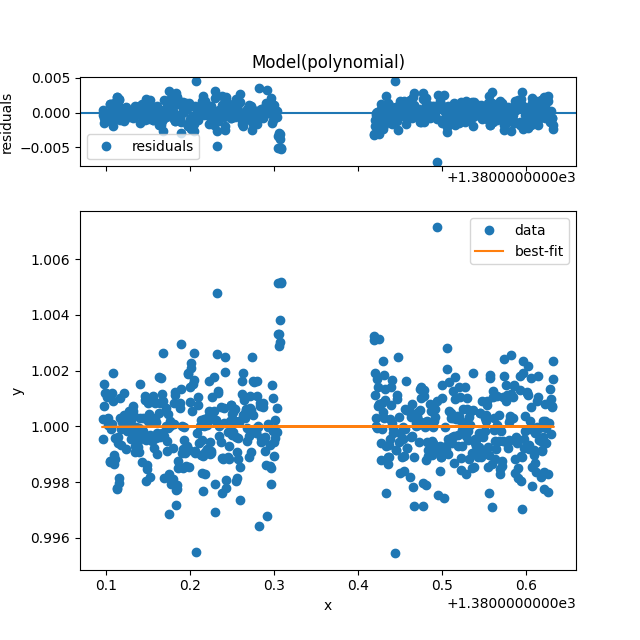 Model(polynomial)
residuals
0.005
0.000
−0.005
residuals
+1.3800000000e3
y
1.006
1.004
1.002
1.000
0.998
0.996
data
best-fit
0.1 0.2 0.3 0.4 0.5 0.6
x
+1.3800000000e3